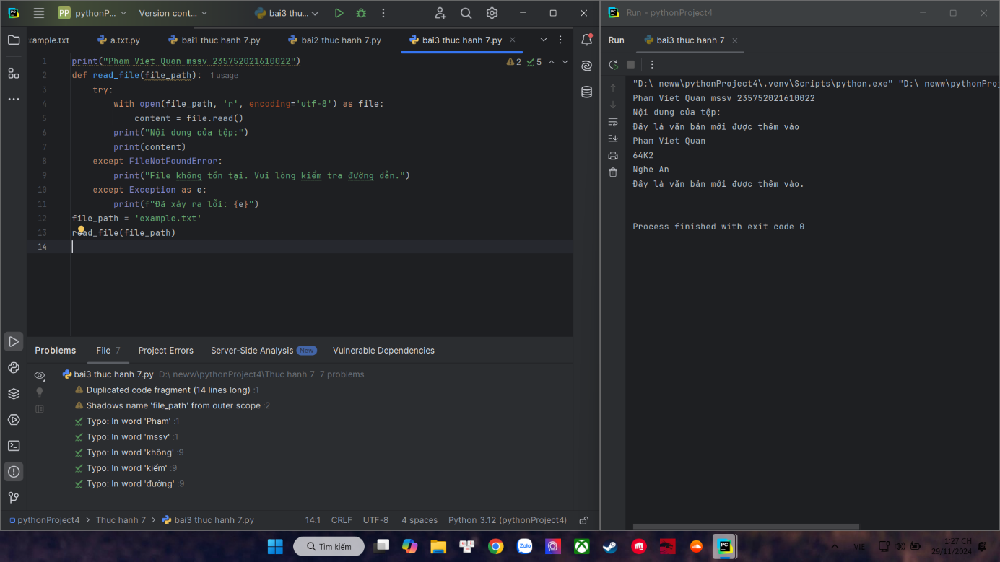 PP pythonP... Version cont... bai3 thu...
xample.txt a.txt.py bai1 thuc hanh 7.py bai2 thuc hanh 7.py bai3 thuc hanh 7.py
2 5
1 print("Pham Viet Quan mssv 235752021610022")
2 def read_file(file_path): 1 usage
3 try:
4 with open(file_path, 'r', encoding='utf-8') as file:
5 content = file.read()
6 print("Nội dung của tệp:")
7 print(content)
8 except FileNotFoundError:
9 print("File không tồn tại. Vui lòng kiểm tra đường dẫn.")
10 except Exception as e:
11 print(f"Đã xảy ra lỗi: {e}")
12 file_path = 'example.txt'
13 read_file(file_path)
14
Problems File 7 Project Errors Server-Side Analysis New Vulnerable Dependencies
bai3 thuc hanh 7.py D:\ neww\pythonProject4\Thuc hanh 7 7 problems
Duplicated code fragment (14 lines long) :1
Shadows name 'file_path' from outer scope :2
Typo: In word 'Pham' :1
Typo: In word 'mssv' :1
Typo: In word 'không' :9
Typo: In word 'kiểm' :9
Typo: In word 'đường' :9
pythonProject4 > Thuc hanh 7 > bai3 thuc hanh 7.py 14:1 CRLF UTF-8 4 spaces Python 3.12 (pythonProject4)
Run - pythonProject4
Run bai3 thuc hanh 7
"D:\ neww\pythonProject4\.venv\Scripts\python.exe" "D:\ neww\pythonProj
Pham Viet Quan mssv 235752021610022
Nội dung của tệp:
Đây là văn bản mới được thêm vào
Pham Viet Quan
64K2
Nghe An
Đây là văn bản mới được thêm vào.
Process finished with exit code 0
Tìm kiếm Zalo PC VIE 1:27 CH
29/11/2024